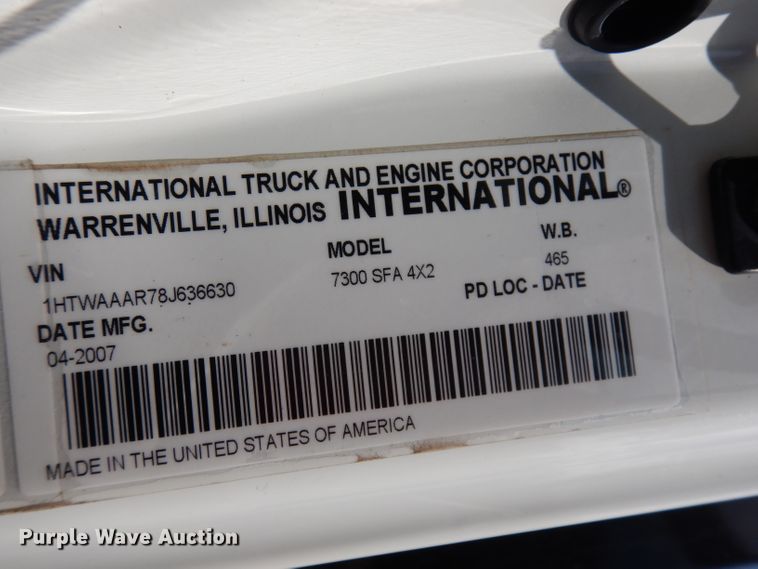 INTERNATIONAL TRUCK AND ENGINE CORPORATION
WARRENVILLE, ILLINOIS INTERNATIONAL®
VIN MODEL W.B.
1HTWAAAR78J636630 7300 SFA 4X2 465
DATE MFG. PD LOC - DATE
04-2007
MADE IN THE UNITED STATES OF AMERICA
Purple Wave Auction